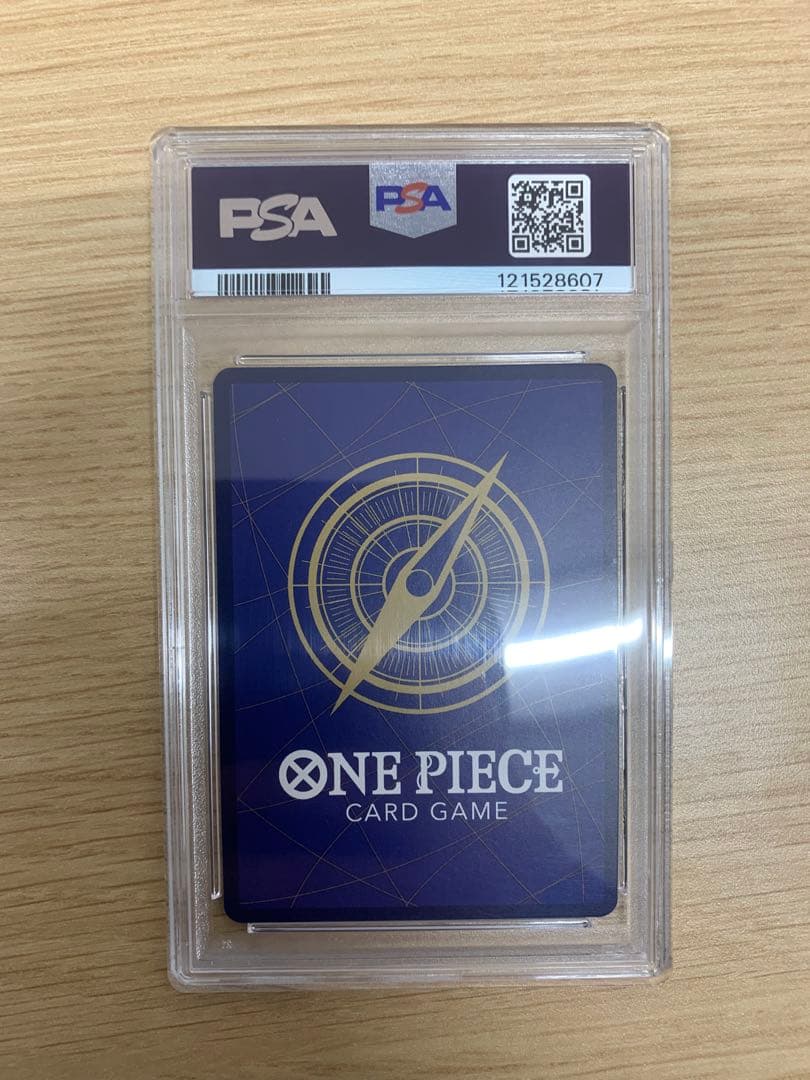 PSA
PSA
121528607
ONE PIECE
CARD GAME